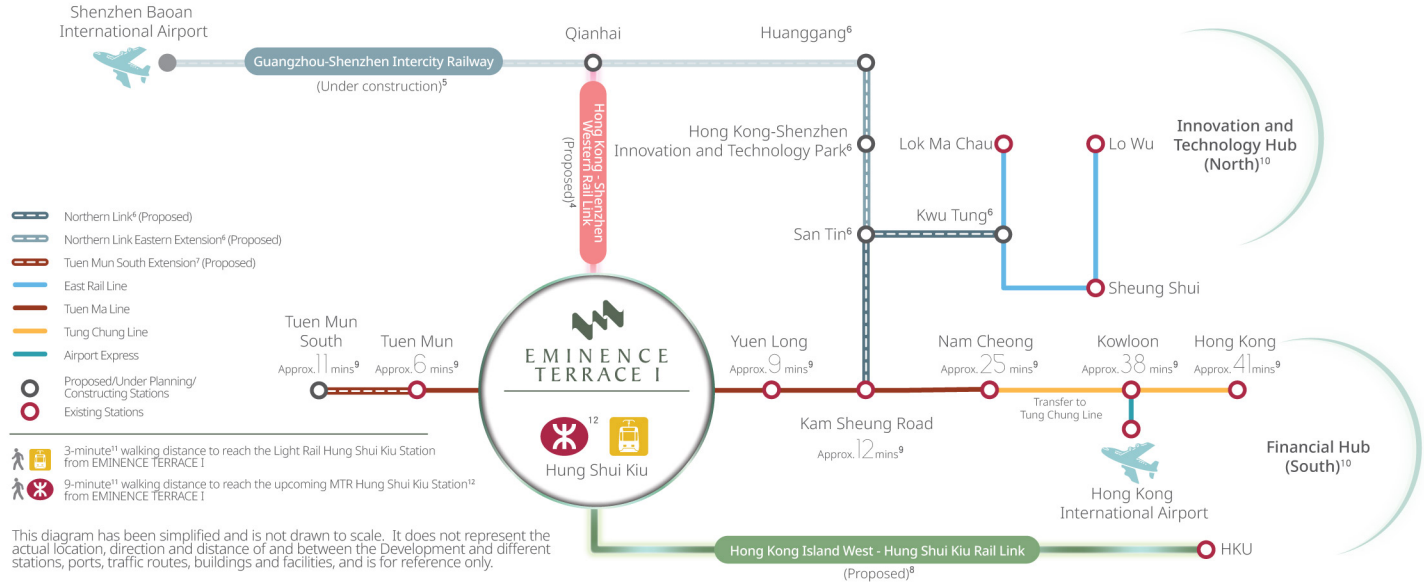 Shenzhen Baoan
International Airport
Guangzhou-Shenzhen Intercity Railway
(Under construction)⁵
Qianhai
Huanggang⁶
Hong Kong - Shenzhen
Western Rail Link
(Proposed)⁴
Hong Kong-Shenzhen
Innovation and Technology Park⁶
Lok Ma Chau
Lo Wu
Innovation and
Technology Hub
(North)¹⁰
Kwu Tung⁶
San Tin⁶
Sheung Shui
Northern Link⁶ (Proposed)
Northern Link Eastern Extension⁶ (Proposed)
Tuen Mun South Extension⁷ (Proposed)
East Rail Line
Tuen Ma Line
Tung Chung Line
Airport Express
Proposed/Under Planning/
Constructing Stations
Existing Stations
3-minute¹¹ walking distance to reach the Light Rail Hung Shui Kiu Station
from EMINENCE TERRACE I
9-minute¹¹ walking distance to reach the upcoming MTR Hung Shui Kiu Station¹²
from EMINENCE TERRACE I
Tuen Mun
South
Approx.11 mins⁹
Tuen Mun
Approx.6 mins⁹
EMINENCE
TERRACE I
12
Hung Shui Kiu
Yuen Long
Approx.9 mins⁹
Kam Sheung Road
Approx.12mins⁹
Nam Cheong
Approx.25 mins⁹
Transfer to
Tung Chung Line
Kowloon
Approx.38 mins⁹
Hong Kong
Approx.41mins⁹
Hong Kong
International Airport
Financial Hub
(South)¹⁰
Hong Kong Island West - Hung Shui Kiu Rail Link
(Proposed)⁸
HKU
This diagram has been simplified and is not drawn to scale. It does not represent the
actual location, direction and distance of and between the Development and different
stations, ports, traffic routes, buildings and facilities, and is for reference only.